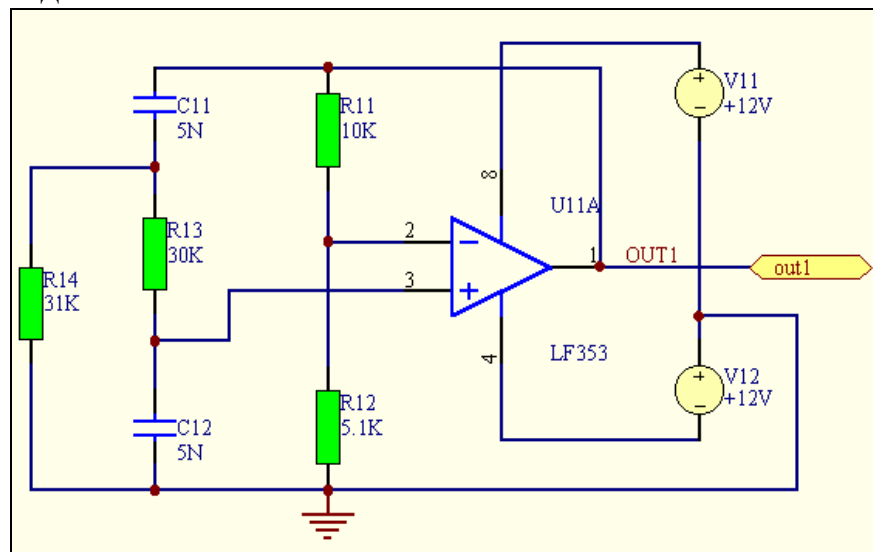 C11
5N
R11
10K
V11
+12V
8
U11A
R13
30K
2
1
OUT1
out1
R14
31K
3
LF353
4
V12
+12V
C12
5N
R12
5.1K